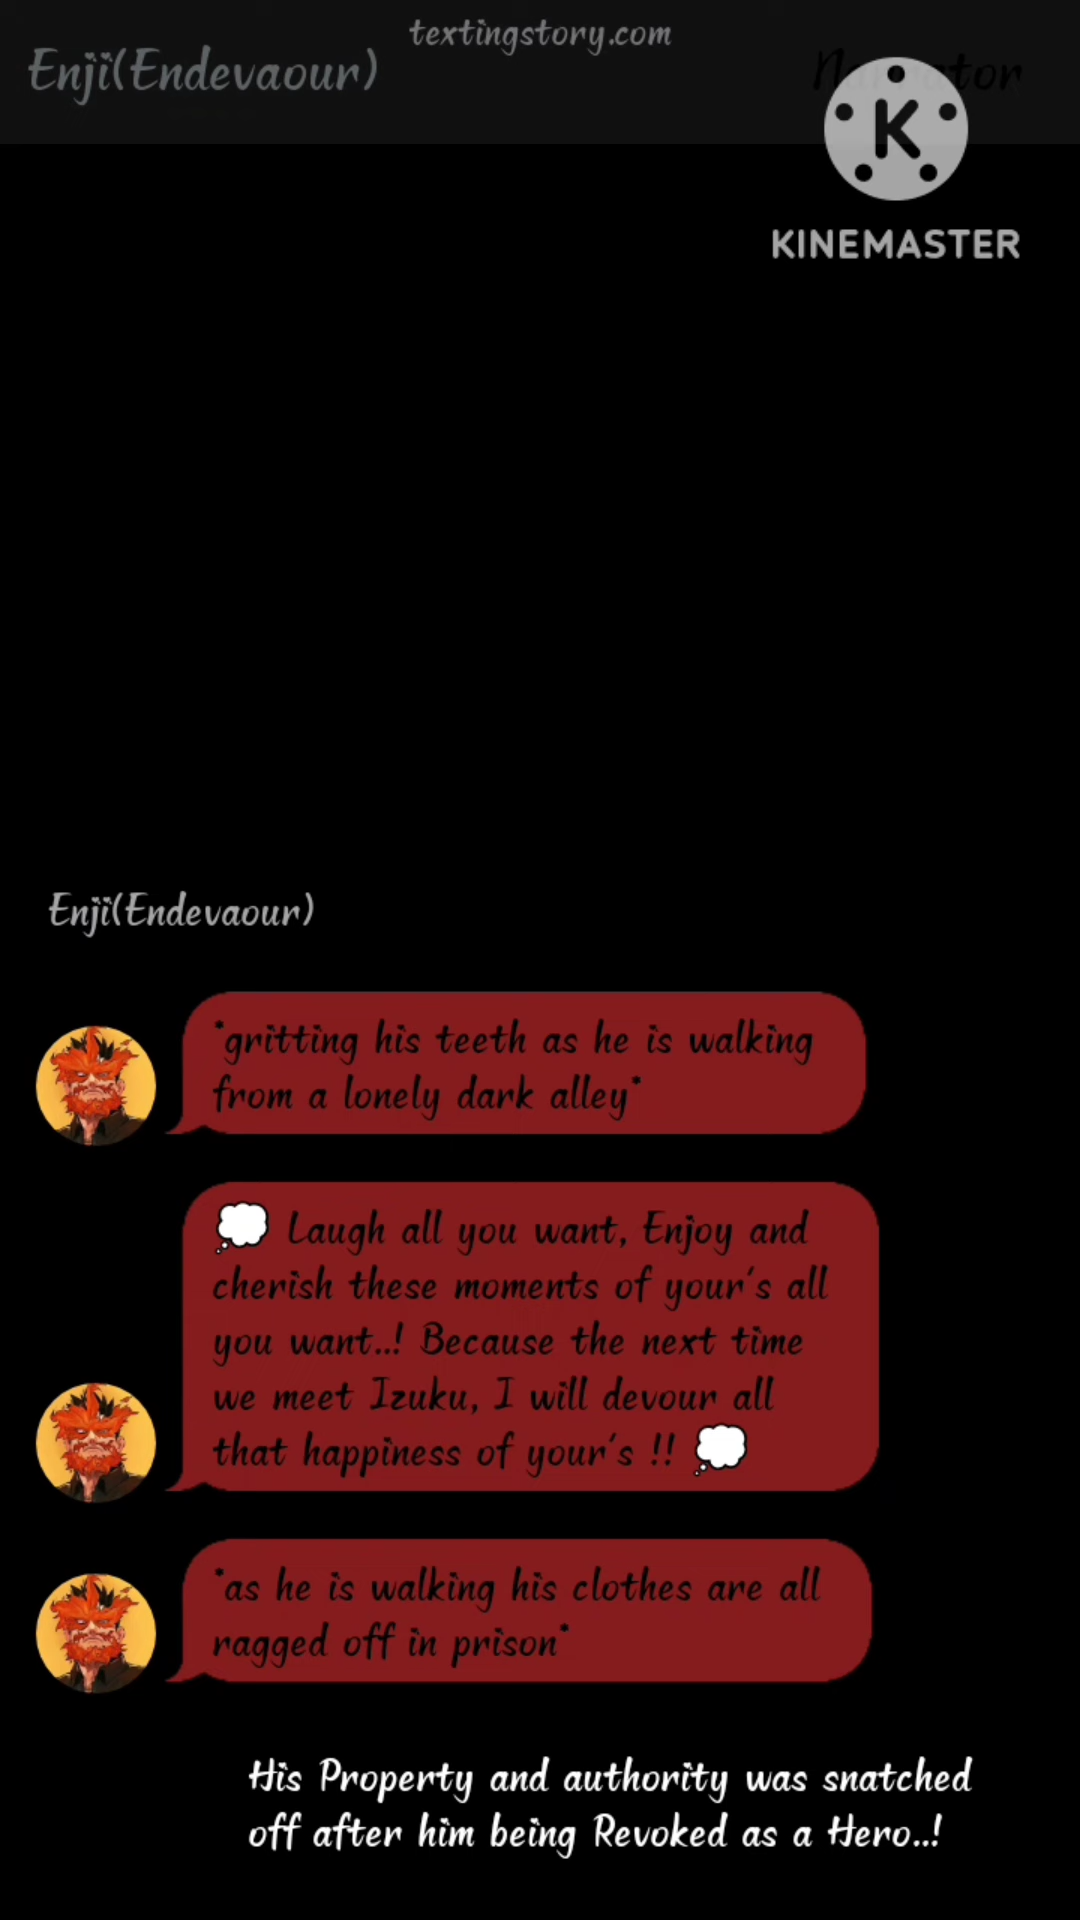 textingstory.com
Enji(Endevaour)
Narrator
K
KINEMASTER
Enji(Endevaour)
*gritting his teeth as he is walking
from a lonely dark alley*
💭 Laugh all you want, Enjoy and
cherish these moments of your's all
you want..! Because the next time
we meet Izuku, I will devour all
that happiness of your's !! 💭
*as he is walking his clothes are all
ragged off in prison*
His Property and authority was snatched
off after him being Revoked as a Hero..!